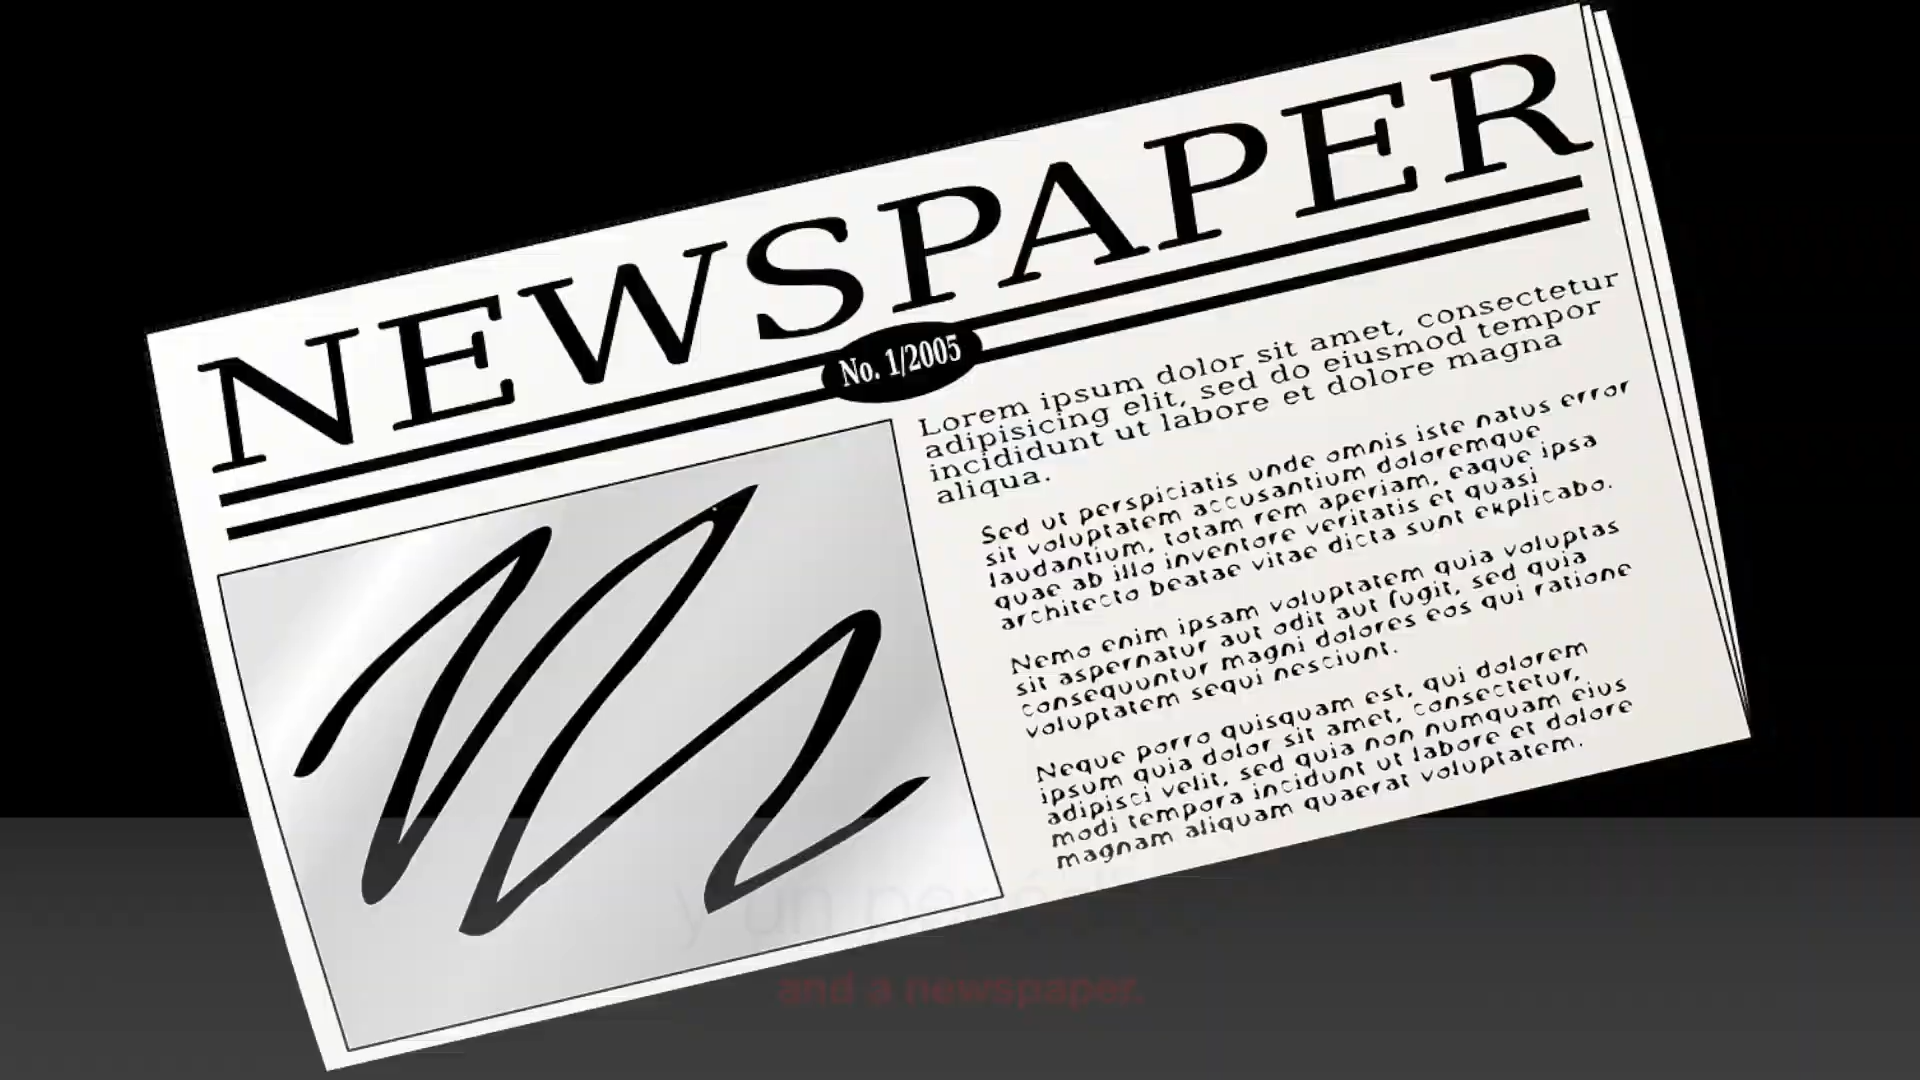 NEWSPAPER
No. 1/2005
Lorem ipsum dolor sit amet, consectetur
adipisicing elit, sed do eiusmod tempor
incididunt ut labore et dolore magna
aliqua.
Sed ut perspiciatis unde omnis iste natus error
sit voluptatem accusantium doloremque
laudantium, totam rem aperiam, eaque ipsa
quae ab illo inventore veritatis et quasi
architecto beatae vitae dicta sunt explicabo.
Nemo enim ipsam voluptatem quia voluptas
sit aspernatur aut odit aut fugit, sed quia
consequuntur magni dolores eos qui ratione
voluptatem sequi nesciunt.
Neque porro quisquam est, qui dolorem
ipsum quia dolor sit amet, consectetur,
adipisci velit, sed quia non numquam eius
modi tempora incidunt ut labore et dolore
magnam aliquam quaerat voluptatem.
y un
and a newspaper.